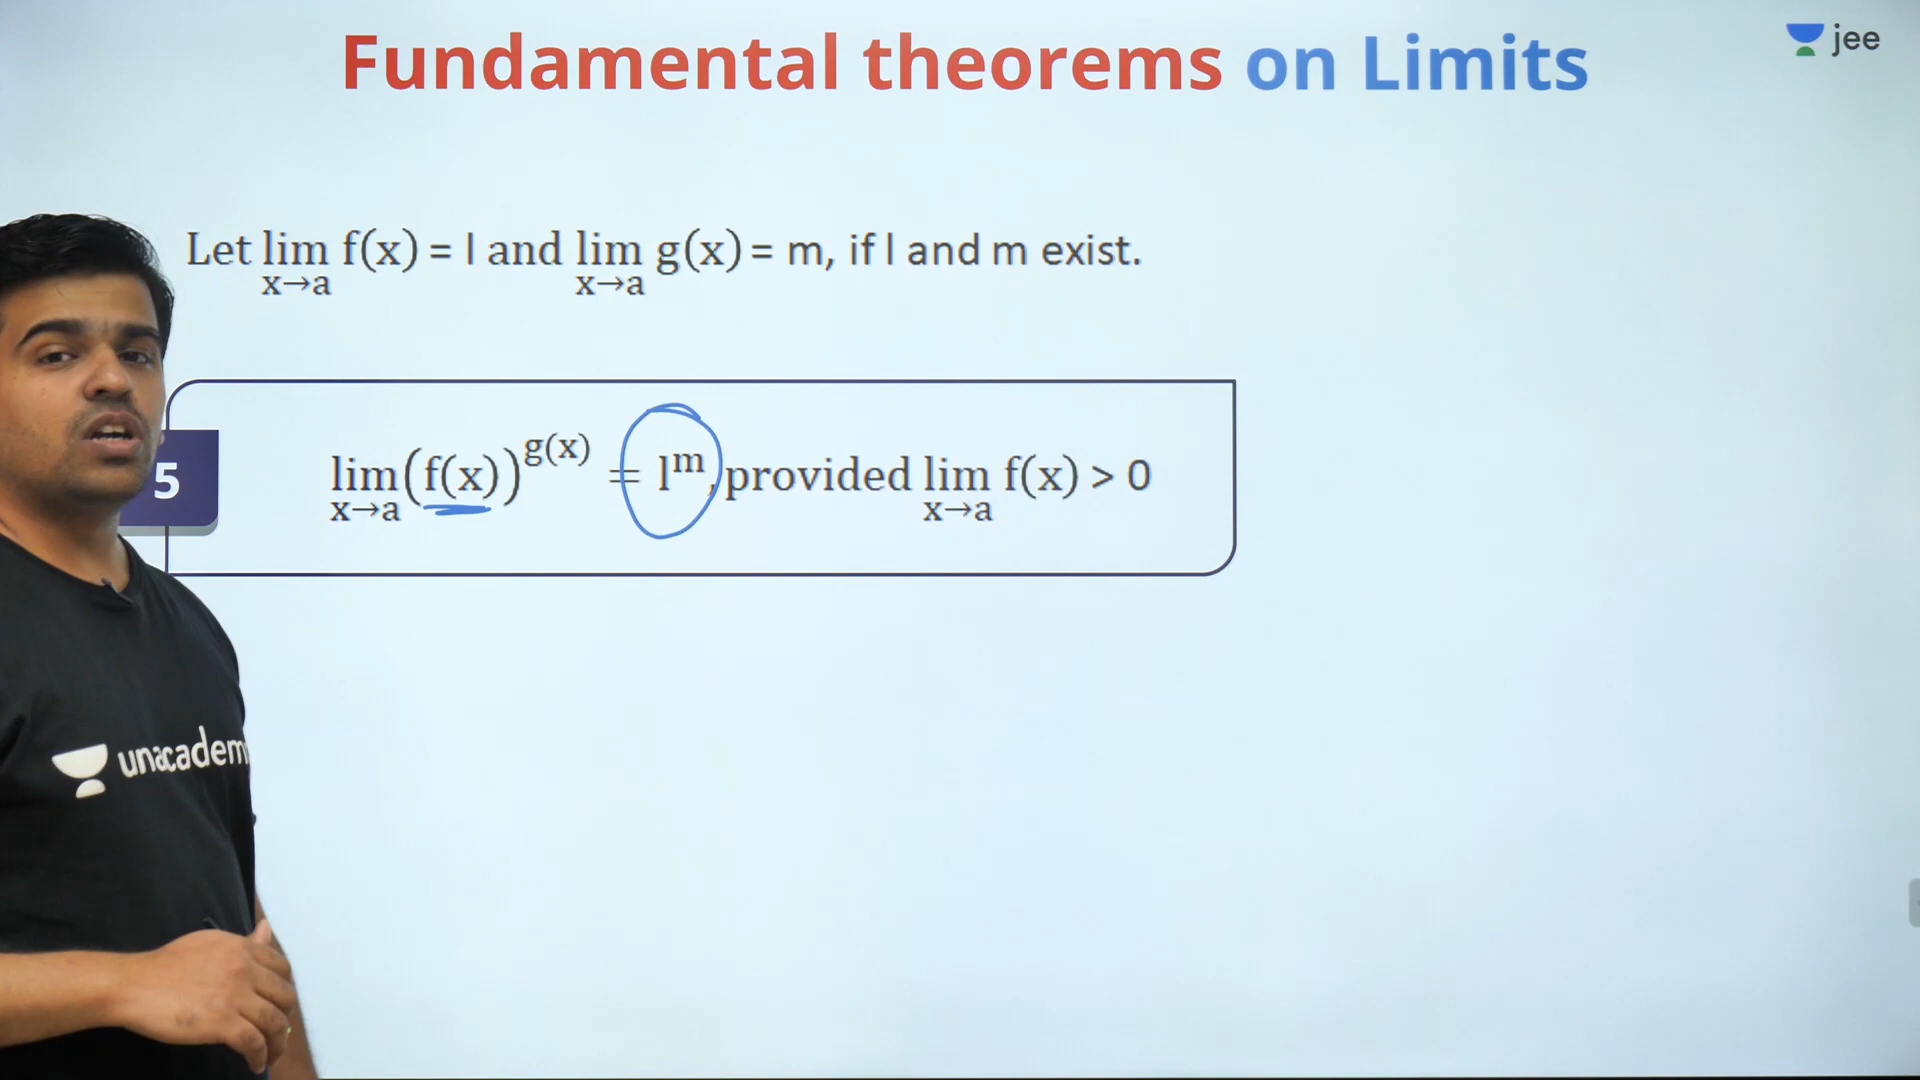 Fundamental theorems on Limits
jee
Let lim f(x) = l and lim g(x) = m, if l and m exist.
x→a x→a
5
lim(f(x))^g(x) = l^m, provided lim f(x) > 0
x→a x→a
unacadem